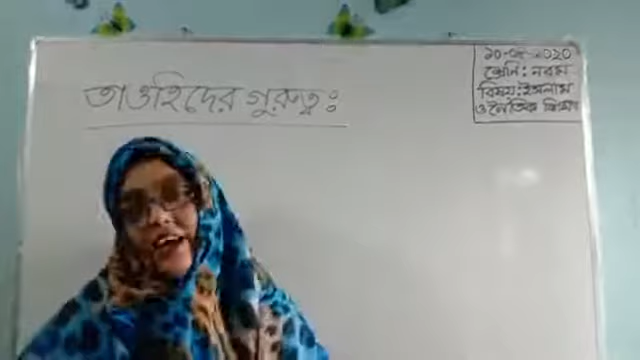 তাওহিদের গুরুত্ব ঃ
শ্রেনি : নবম
বিষয় : ইসলাম
ও নৈতিক শিক্ষা